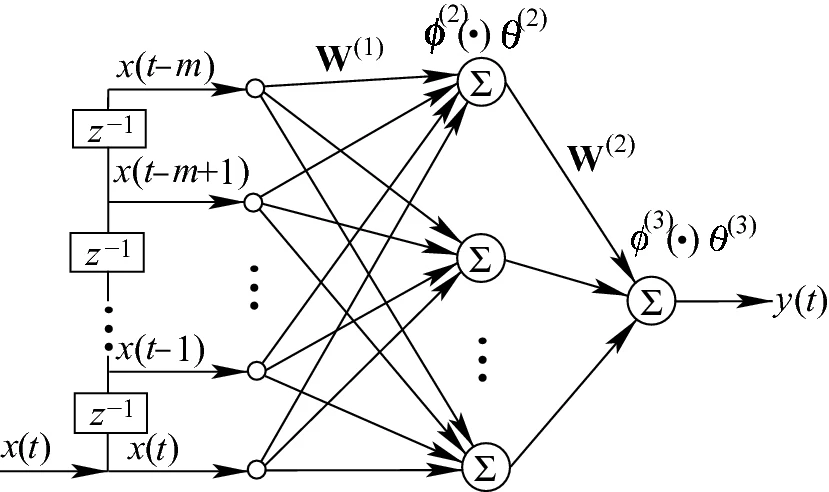 ϕ⁽²⁾(•) θ⁽²⁾
x(t–m)
W⁽¹⁾
Σ
z⁻¹
W⁽²⁾
x(t–m+1)
ϕ⁽³⁾(•) θ⁽³⁾
z⁻¹
Σ
Σ
y(t)
x(t–1)
z⁻¹
x(t)
x(t)
Σ